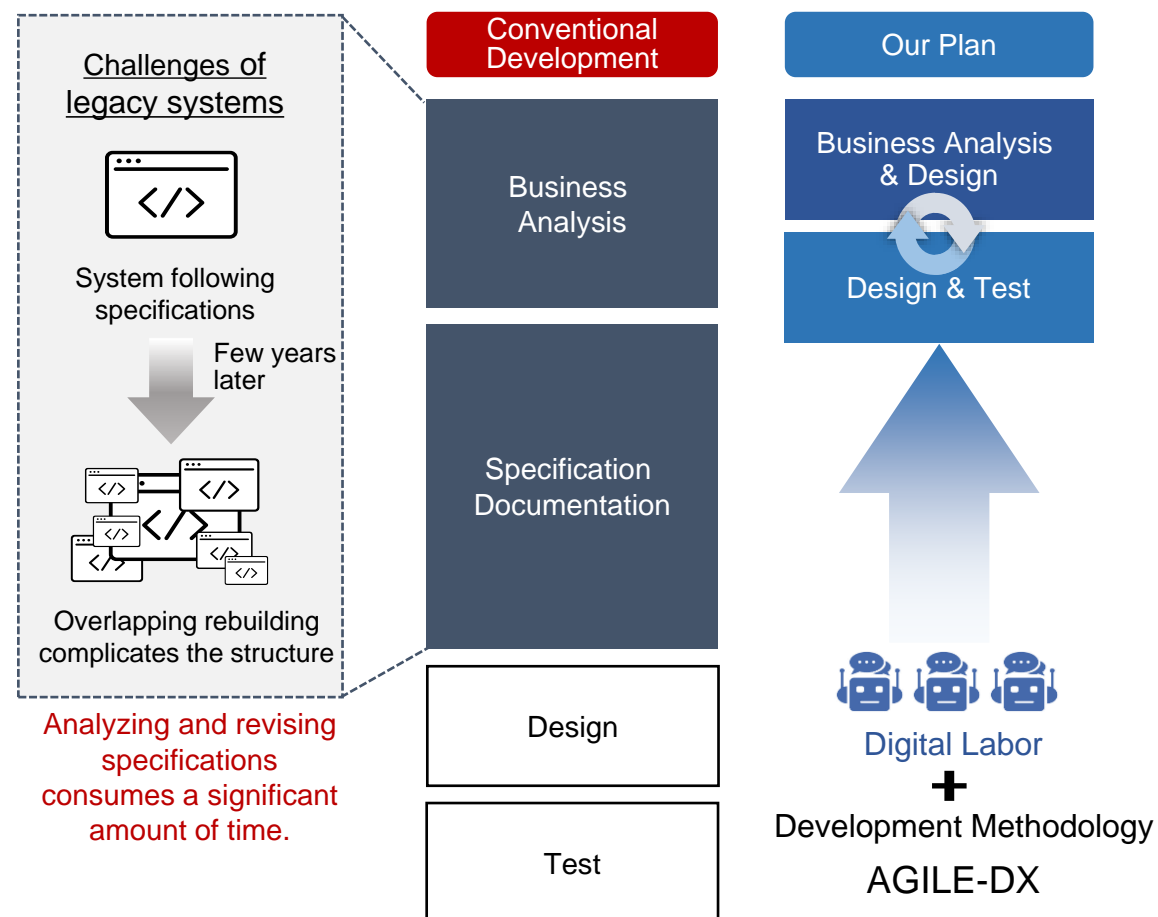 Challenges of
legacy systems
</>
System following
specifications
Few years
later
</>
</>
</>
</>
</>
</>
</>
Overlapping rebuilding
complicates the structure
Analyzing and revising
specifications
consumes a significant
amount of time.
Conventional
Development
Business
Analysis
Specification
Documentation
Design
Test
Our Plan
Business Analysis
& Design
Design & Test
Digital Labor
+
Development Methodology
AGILE-DX